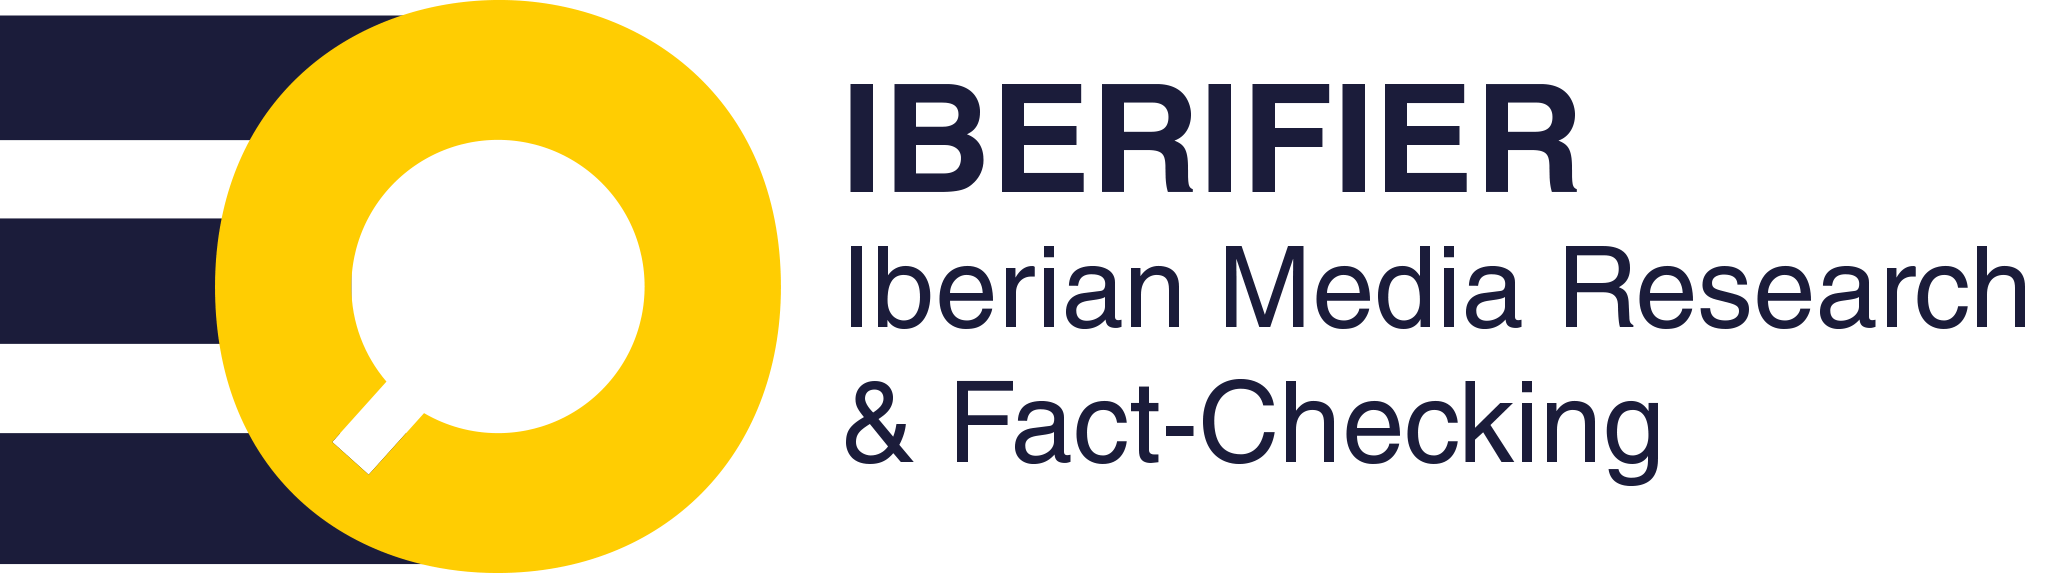 IBERIFIER
Iberian Media Research
& Fact-Checking